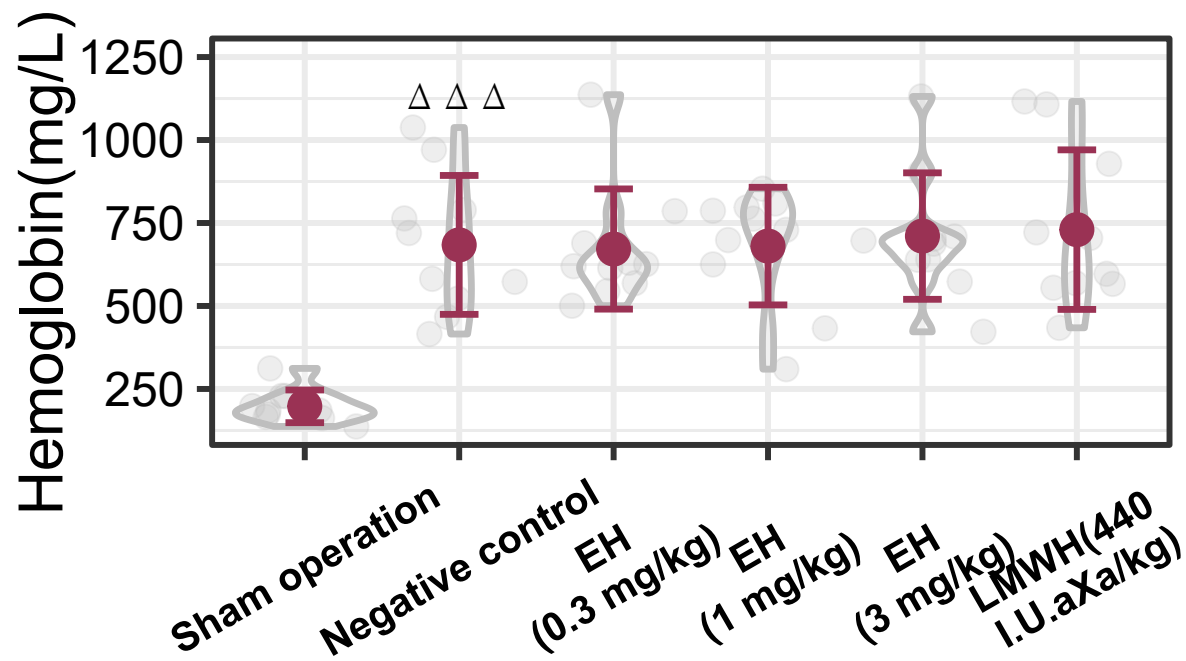 Hemoglobin(mg/L)
1250
1000
750
500
250
Δ Δ Δ
Sham operation
Negative control
EH
(0.3 mg/kg)
EH
(1 mg/kg)
EH
(3 mg/kg)
LMWH(440
I.U.aXa/kg)